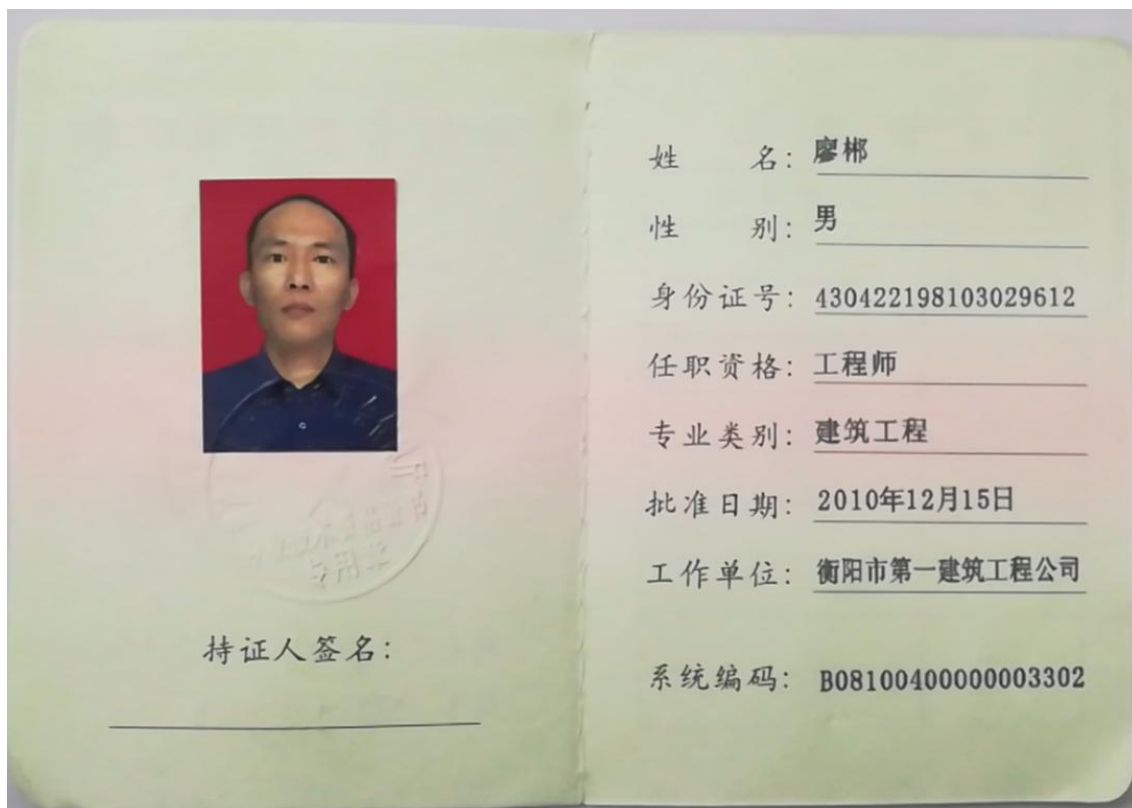 持证人签名：
姓名：廖郴
性别：男
身份证号：430422198103029612
任职资格：工程师
专业类别：建筑工程
批准日期：2010年12月15日
工作单位：衡阳市第一建筑工程公司
系统编码：B08100400000003302